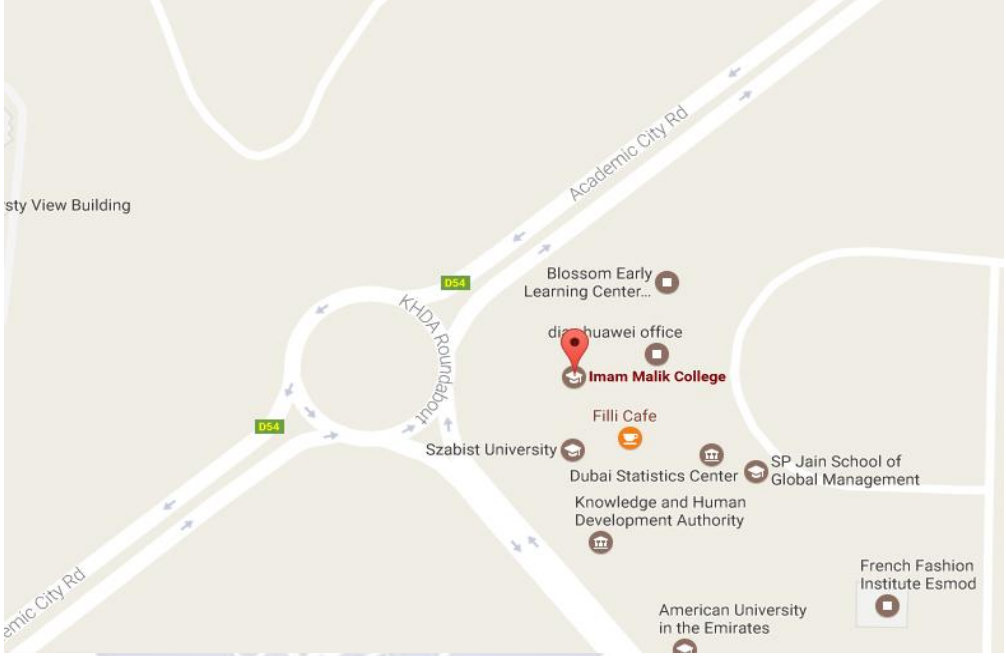 Academic City Rd
sty View Building
Blossom Early
Learning Center...
D54
KHDA Roundabout
huawei office
Imam Malik College
Filli Cafe
D54
Szabist University
Dubai Statistics Center
SP Jain School of
Global Management
Knowledge and Human
Development Authority
French Fashion
Institute Esmod
emic City Rd
American University
in the Emirates